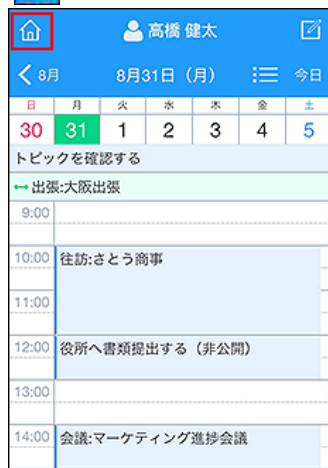 高橋 健太
8月
8月31日（月）
今日
日 月 火 水 木 金 土
30 31 1 2 3 4 5
トピックを確認する
出張:大阪出張
9:00
10:00 往訪:さとう商事
11:00
12:00 役所へ書類提出する（非公開）
13:00
14:00 会議:マーケティング進捗会議